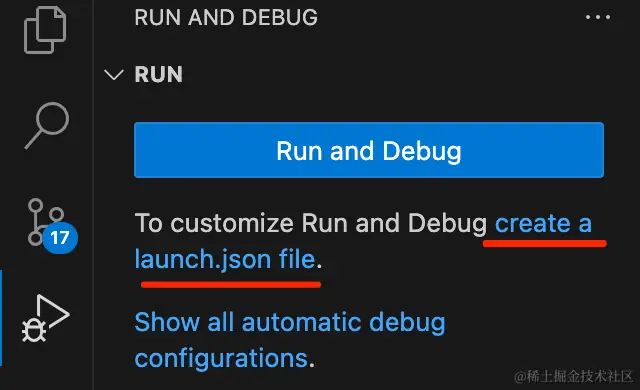 RUN AND DEBUG
RUN
Run and Debug
To customize Run and Debug create a
launch.json file.
17
Show all automatic debug
configurations.
@稀土掘金技术社区